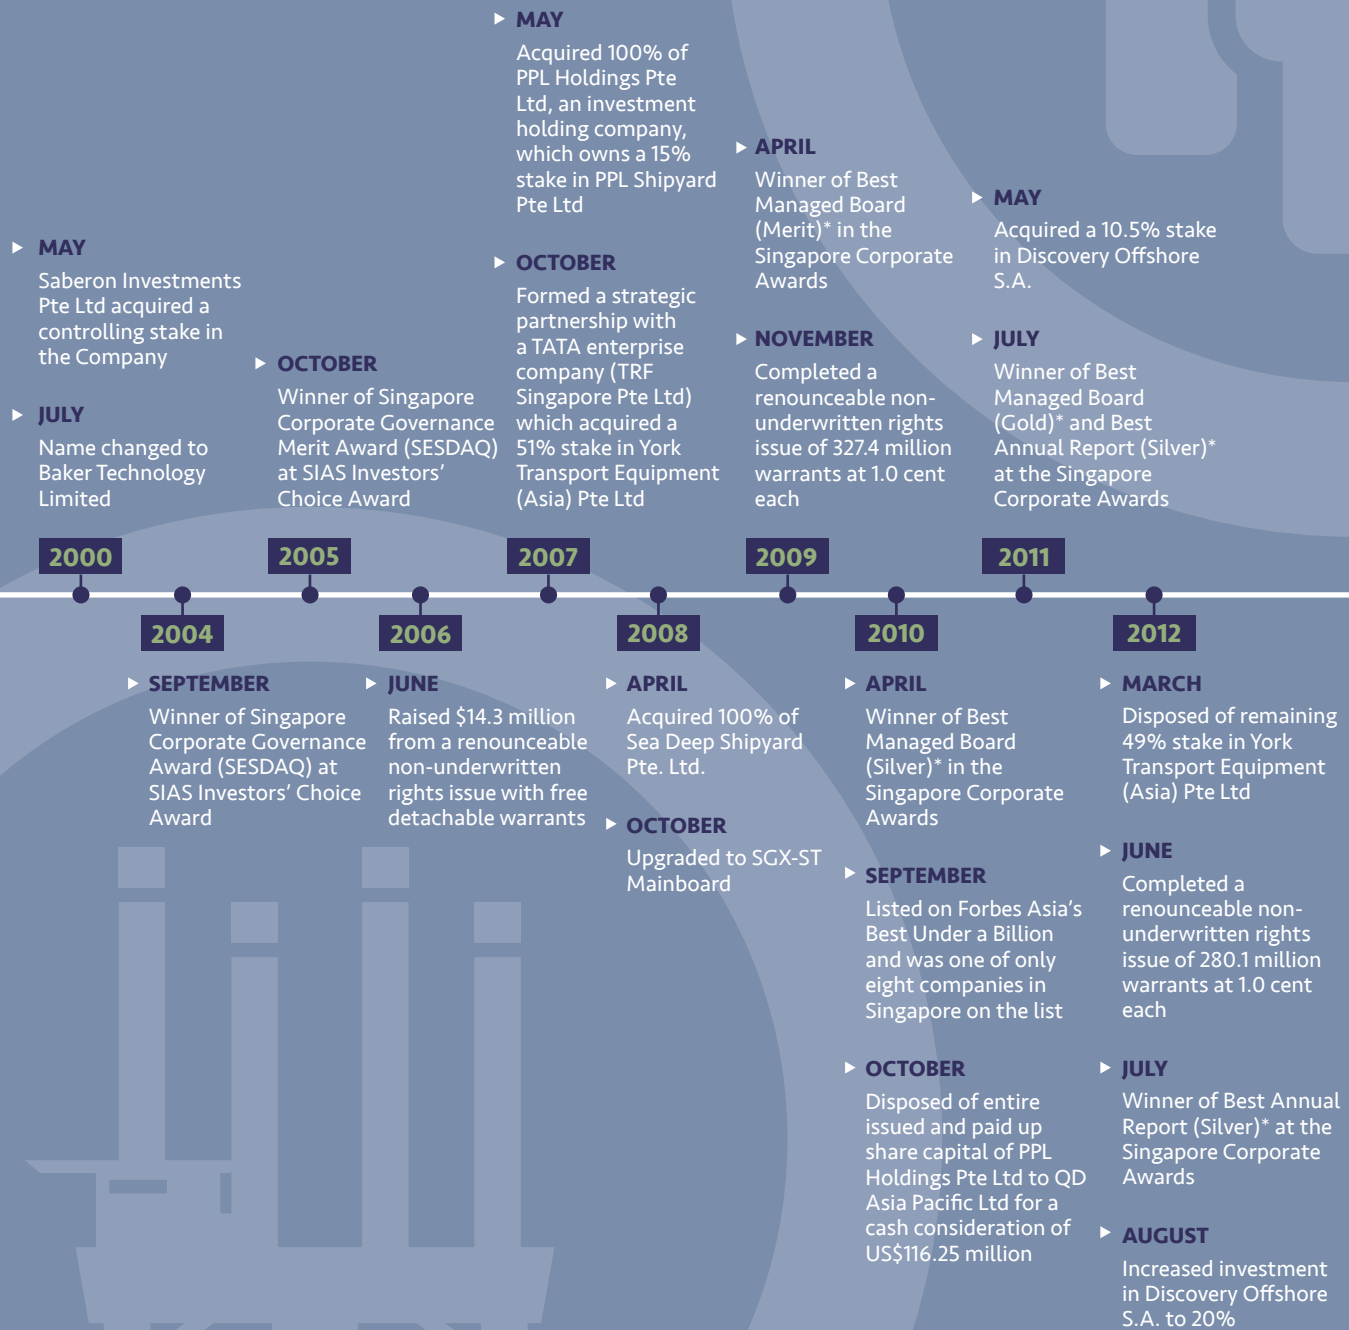 MAY
Saberon Investments
Pte Ltd acquired a
controlling stake in
the Company
JULY
Name changed to
Baker Technology
Limited
2000
2004
SEPTEMBER
Winner of Singapore
Corporate Governance
Award (SESDAQ) at
SIAS Investors’ Choice
Award
OCTOBER
Winner of Singapore
Corporate Governance
Merit Award (SESDAQ)
at SIAS Investors’
Choice Award
2005
2006
JUNE
Raised $14.3 million
from a renounceable
non-underwritten
rights issue with free
detachable warrants
MAY
Acquired 100% of
PPL Holdings Pte
Ltd, an investment
holding company,
which owns a 15%
stake in PPL Shipyard
Pte Ltd
OCTOBER
Formed a strategic
partnership with
a TATA enterprise
company (TRF
Singapore Pte Ltd)
which acquired a
51% stake in York
Transport Equipment
(Asia) Pte Ltd
2007
2008
APRIL
Acquired 100% of
Sea Deep Shipyard
Pte. Ltd.
OCTOBER
Upgraded to SGX-ST
Mainboard
APRIL
Winner of Best
Managed Board
(Merit)* in the
Singapore Corporate
Awards
NOVEMBER
Completed a
renounceable non-
underwritten rights
issue of 327.4 million
warrants at 1.0 cent
each
2009
2010
APRIL
Winner of Best
Managed Board
(Silver)* in the
Singapore Corporate
Awards
SEPTEMBER
Listed on Forbes Asia’s
Best Under a Billion
and was one of only
eight companies in
Singapore on the list
OCTOBER
Disposed of entire
issued and paid up
share capital of PPL
Holdings Pte Ltd to QD
Asia Pacific Ltd for a
cash consideration of
US$116.25 million
MAY
Acquired a 10.5% stake
in Discovery Offshore
S.A.
JULY
Winner of Best
Managed Board
(Gold)* and Best
Annual Report (Silver)*
at the Singapore
Corporate Awards
2011
2012
MARCH
Disposed of remaining
49% stake in York
Transport Equipment
(Asia) Pte Ltd
JUNE
Completed a
renounceable non-
underwritten rights
issue of 280.1 million
warrants at 1.0 cent
each
JULY
Winner of Best Annual
Report (Silver)* at the
Singapore Corporate
Awards
AUGUST
Increased investment
in Discovery Offshore
S.A. to 20%